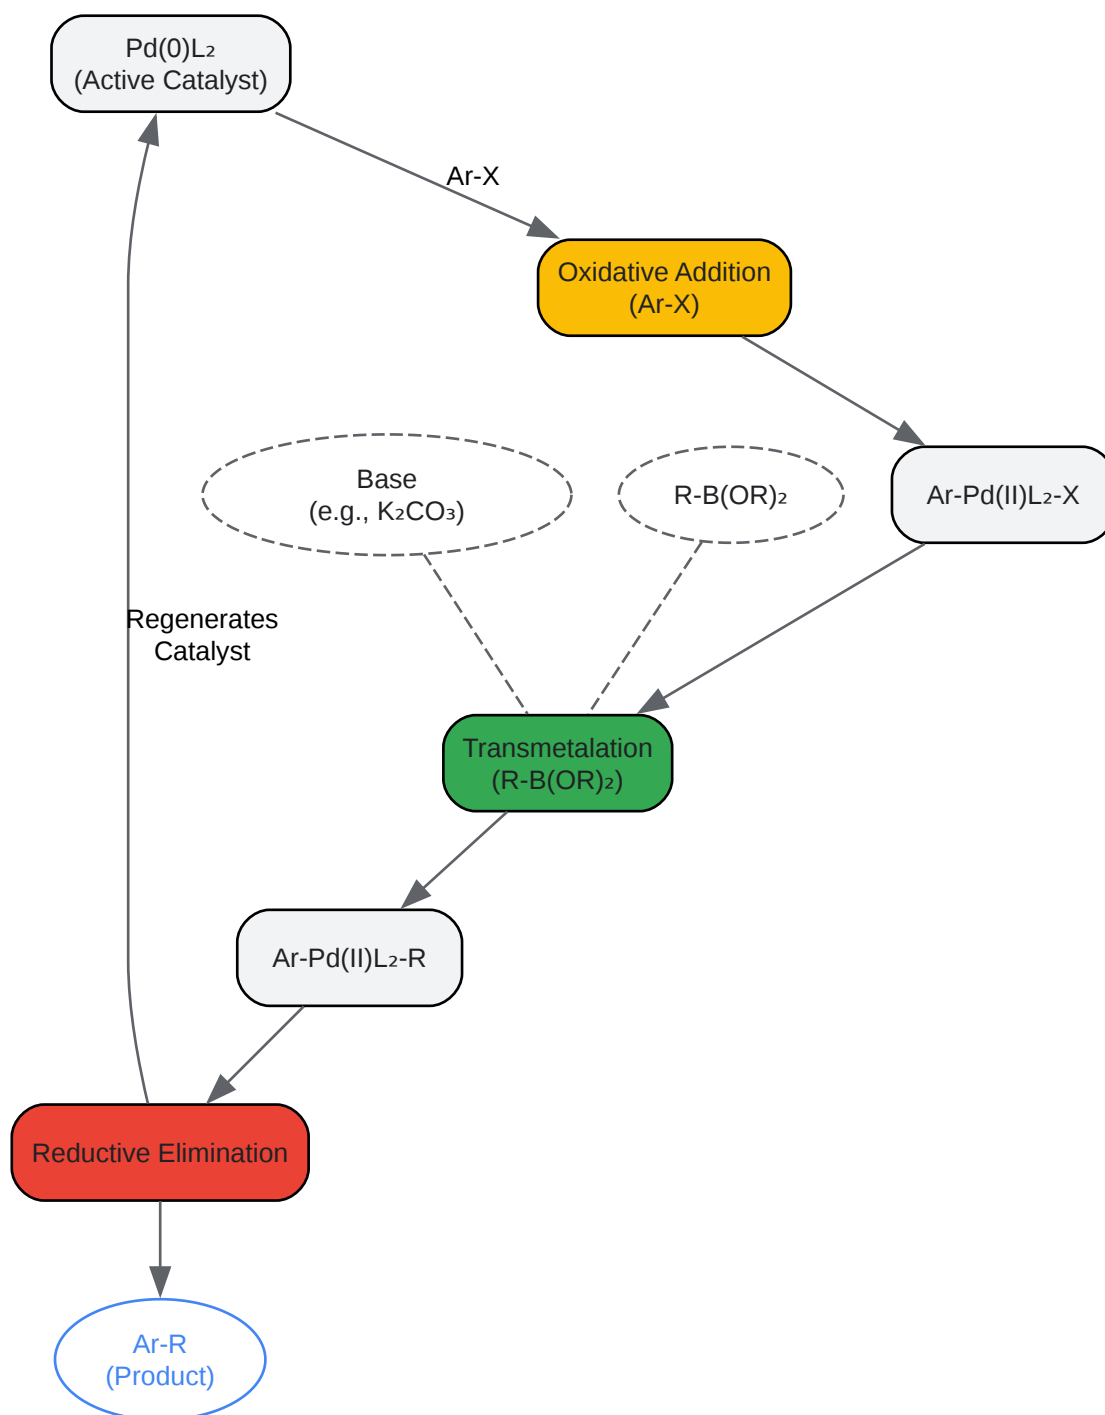 Pd(0)L₂
(Active Catalyst)
Ar-X
Oxidative Addition
(Ar-X)
Base
(e.g., K₂CO₃)
R-B(OR)₂
Ar-Pd(II)L₂-X
Regenerates
Catalyst
Transmetalation
(R-B(OR)₂)
Ar-Pd(II)L₂-R
Reductive Elimination
Ar-R
(Product)